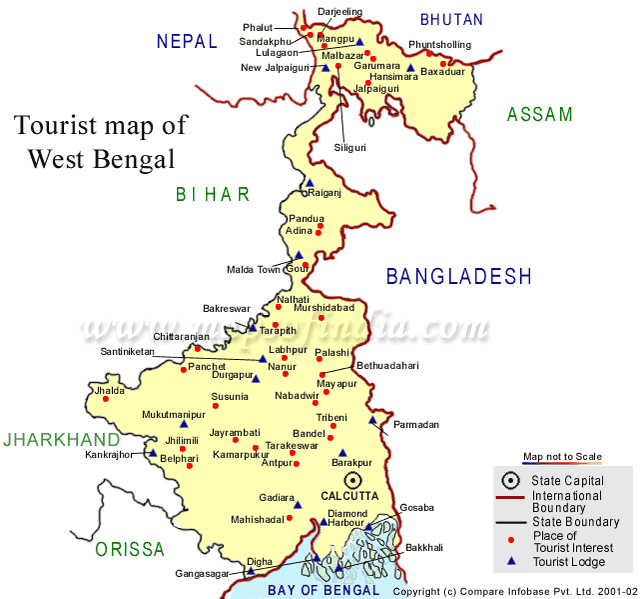 Darjeeling
Phalut
BHUTAN
Sandakphu
Mangpu
NEPAL
Lulagaon
Phuntsholling
Malbazar
Garumara
New Jalpaiguri
Hansimara
Baxaduar
Jalpaiguri
ASSAM
Tourist map of
West Bengal
Siliguri
BIHAR
Raiganj
Pandua
Adina
Malda Town
Gour
BANGLADESH
Nalhati
Bakreswar
Murshidabad
www.mapsofindia.com
Tarapith
Chittaranjan
Santiniketan
Labhpur
Palashi
Panchet
Nanur
Bethuadahari
Durgapur
Jhalda
Mayapur
Susunia
Nabadwir
Mukutmanipur
Tribeni
Parmadan
JHARKHAND
Jayrambati
Bandel
Jhilimili
Kankrajhor
Kamarpukur
Tarakeswar
Belphari
Antpur
Barakpur
Map not to Scale
State Capital
CALCUTTA
International
Boundary
Gadiara
Gosaba
Mahishadal
Diamond
Harbour
State Boundary
Place of
Tourist Interest
ORISSA
Bakkhali
Digha
Tourist Lodge
Gangasagar
BAY OF BENGAL
Copyright (c) Compare Infobase Pvt. Ltd. 2001-02